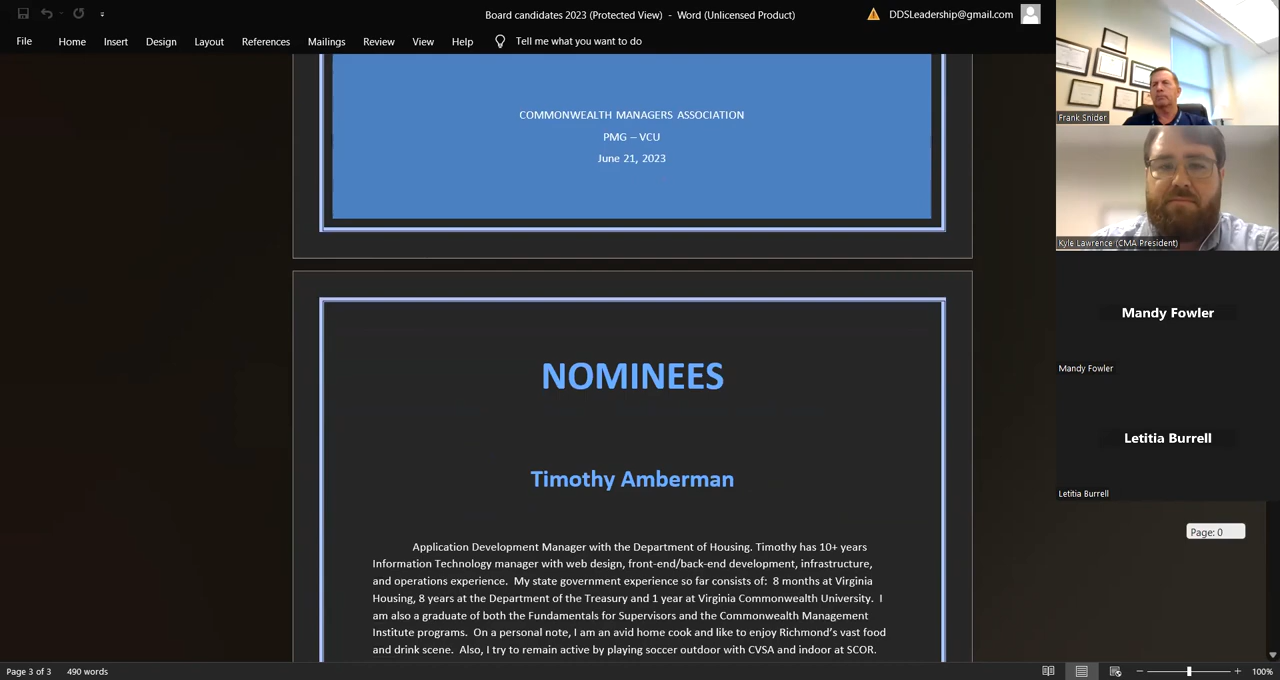 Board candidates 2023 (Protected View) - Word (Unlicensed Product)
DDSLeadership@gmail.com
File Home Insert Design Layout References Mailings Review View Help Tell me what you want to do
COMMONWEALTH MANAGERS ASSOCIATION
PMG – VCU
June 21, 2023
NOMINEES
Timothy Amberman
Application Development Manager with the Department of Housing. Timothy has 10+ years
Information Technology manager with web design, front-end/back-end development, infrastructure,
and operations experience. My state government experience so far consists of: 8 months at Virginia
Housing, 8 years at the Department of the Treasury and 1 year at Virginia Commonwealth University. I
am also a graduate of both the Fundamentals for Supervisors and the Commonwealth Management
Institute programs. On a personal note, I am an avid home cook and like to enjoy Richmond's vast food
and drink scene. Also, I try to remain active by playing soccer outdoor with CVSA and indoor at SCOR.
Frank Snider
Kyle Lawrence (CMA President)
Mandy Fowler
Mandy Fowler
Letitia Burrell
Letitia Burrell
Page: 0
Page 3 of 3 490 words
100%